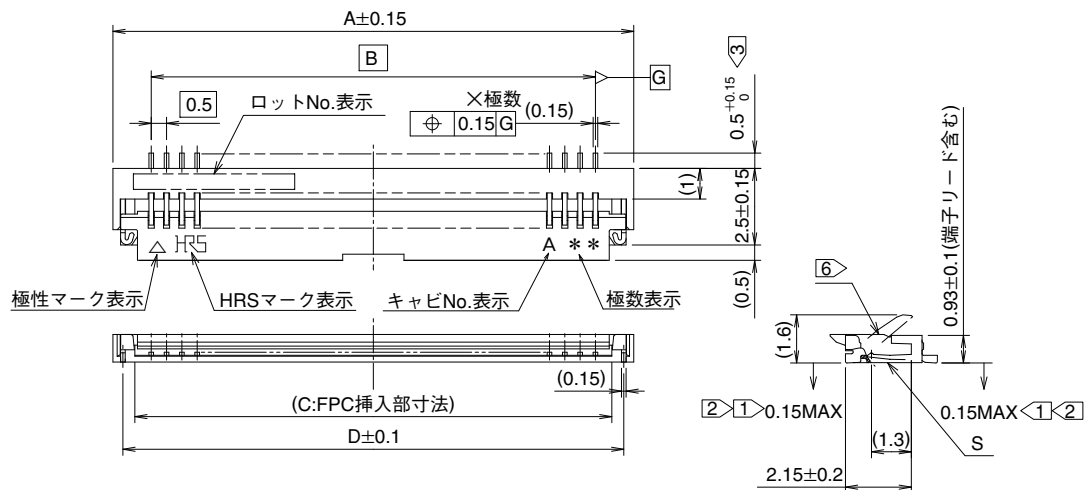 A±0.15
B
G
3
0.5
ロットNo.表示
×極数
(0.15)
⌖ 0.15 G
0.5 +0.15 0
(1)
2.5±0.15
(0.5)
0.93±0.1(端子リード含む)
HRS
A **
極性マーク表示
HRSマーク表示
キャビNo.表示
極数表示
6
(1.6)
(0.15)
(C:FPC挿入部寸法)
D±0.1
2 1 0.15MAX
0.15MAX 1 2
(1.3)
S
2.15±0.2